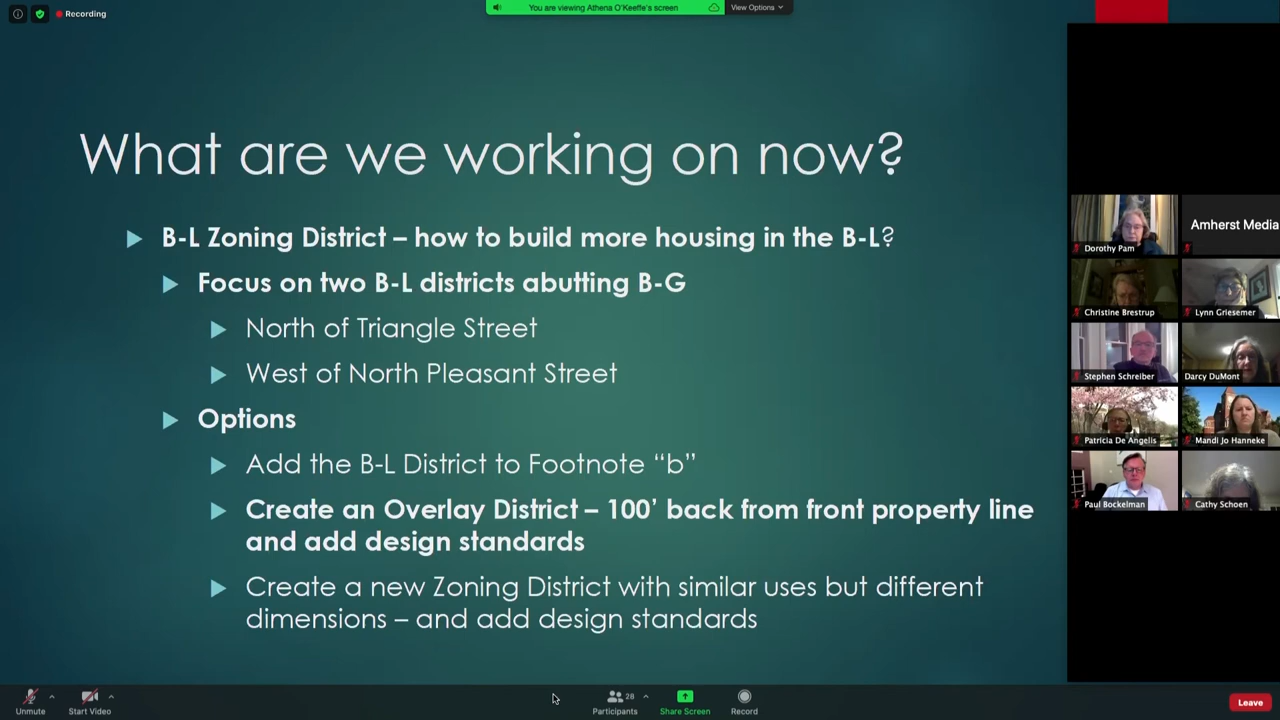 Recording
You are viewing Athena O'Keeffe's screen
View Options
What are we working on now?
B-L Zoning District – how to build more housing in the B-L?
Focus on two B-L districts abutting B-G
North of Triangle Street
West of North Pleasant Street
Options
Add the B-L District to Footnote “b”
Create an Overlay District – 100’ back from front property line
and add design standards
Create a new Zoning District with similar uses but different
dimensions – and add design standards
Dorothy Pam
Amherst Media
Christine Brestrup
Lynn Griesemer
Stephen Schreiber
Darcy DuMont
Patricia De Angelis
Mandi Jo Hanneke
Paul Bockelman
Cathy Schoen
Unmute
Start Video
28
Participants
Share Screen
Record
Leave